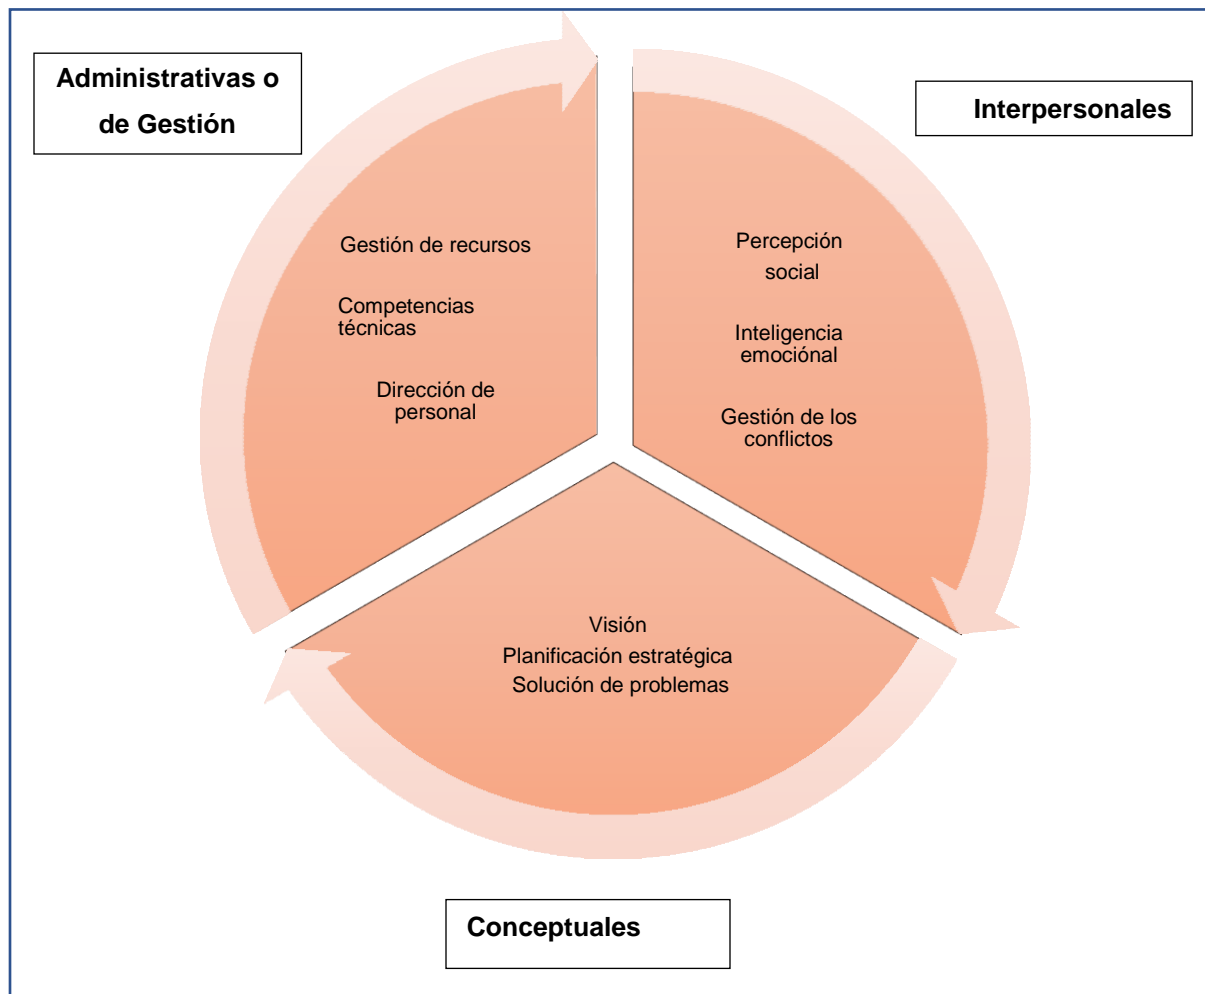 Administrativas o
de Gestión
Interpersonales
Gestión de recursos
Competencias
técnicas
Dirección de
personal
Percepción
social
Inteligencia
emociónal
Gestión de los
conflictos
Visión
Planificación estratégica
Solución de problemas
Conceptuales